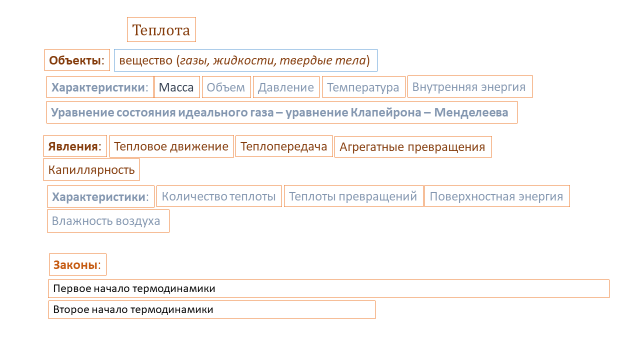 Теплота
Объекты: вещество (газы, жидкости, твердые тела)
Характеристики: Масса Объем Давление Температура Внутренняя энергия
Уравнение состояния идеального газа – уравнение Клапейрона – Менделеева
Явления: Тепловое движение Теплопередача Агрегатные превращения
Капиллярность
Характеристики: Количество теплоты Теплоты превращений Поверхностная энергия
Влажность воздуха
Законы:
Первое начало термодинамики
Второе начало термодинамики